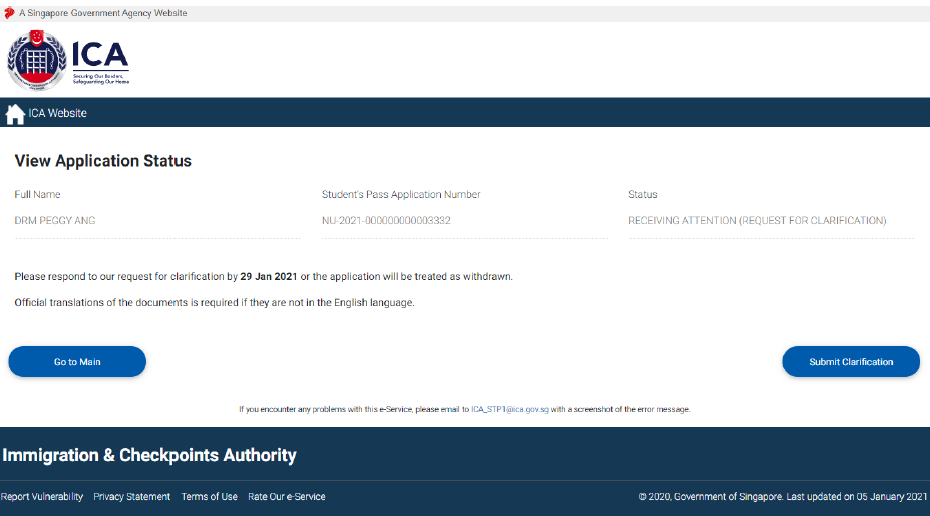 A Singapore Government Agency Website
ICA
Securing Our Borders,
Safeguarding Our Home
ICA Website
View Application Status
Full Name Student's Pass Application Number Status
DRM PEGGY ANG NU-2021-000000000003332 RECEIVING ATTENTION (REQUEST FOR CLARIFICATION)
Please respond to our request for clarification by 29 Jan 2021 or the application will be treated as withdrawn.
Official translations of the documents is required if they are not in the English language.
Go to Main Submit Clarification
If you encounter any problems with this e-Service, please email to ICA_STP1@ica.gov.sg with a screenshot of the error message.
Immigration & Checkpoints Authority
Report Vulnerability Privacy Statement Terms of Use Rate Our e-Service © 2020, Government of Singapore. Last updated on 05 January 2021